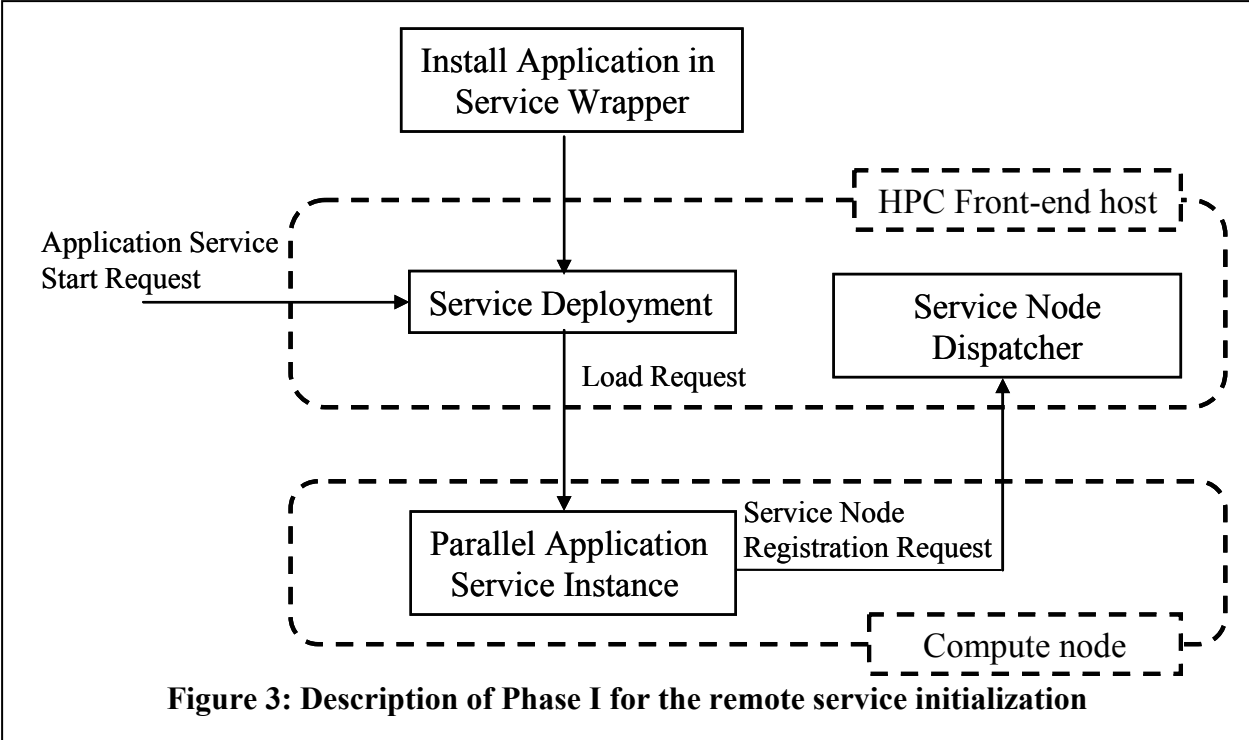 Install Application in
Service Wrapper
HPC Front-end host
Application Service
Start Request
Service Deployment
Service Node
Dispatcher
Load Request
Parallel Application
Service Instance
Service Node
Registration Request
Compute node
Figure 3: Description of Phase I for the remote service initialization